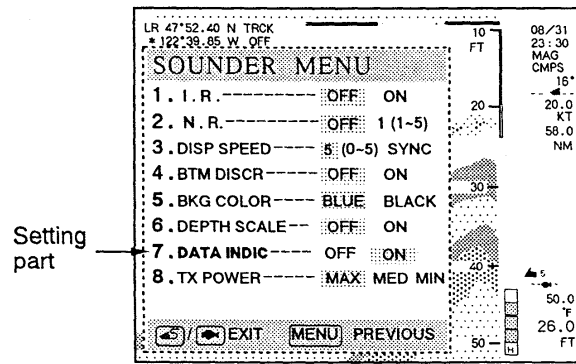 LR 47°52.40 N TRCK
* 122°39.85 W OFF
SOUNDER MENU
1. I.R.--------- OFF ON
2. N.R.--------- OFF 1 (1~5)
3. DISP SPEED---- 5 (0~5) SYNC
4. BTM DISCR----- OFF ON
5. BKG COLOR---- BLUE BLACK
6. DEPTH SCALE-- OFF ON
7. DATA INDIC---- OFF ON
8. TX POWER----- MAX MED MIN
/ EXIT MENU PREVIOUS
Setting
part
10
FT
20
30
40
50
H
08/31
23:30
MAG
CMPS
16°
20.0
KT
58.0
NM
5
50.0
°F
26.0
FT